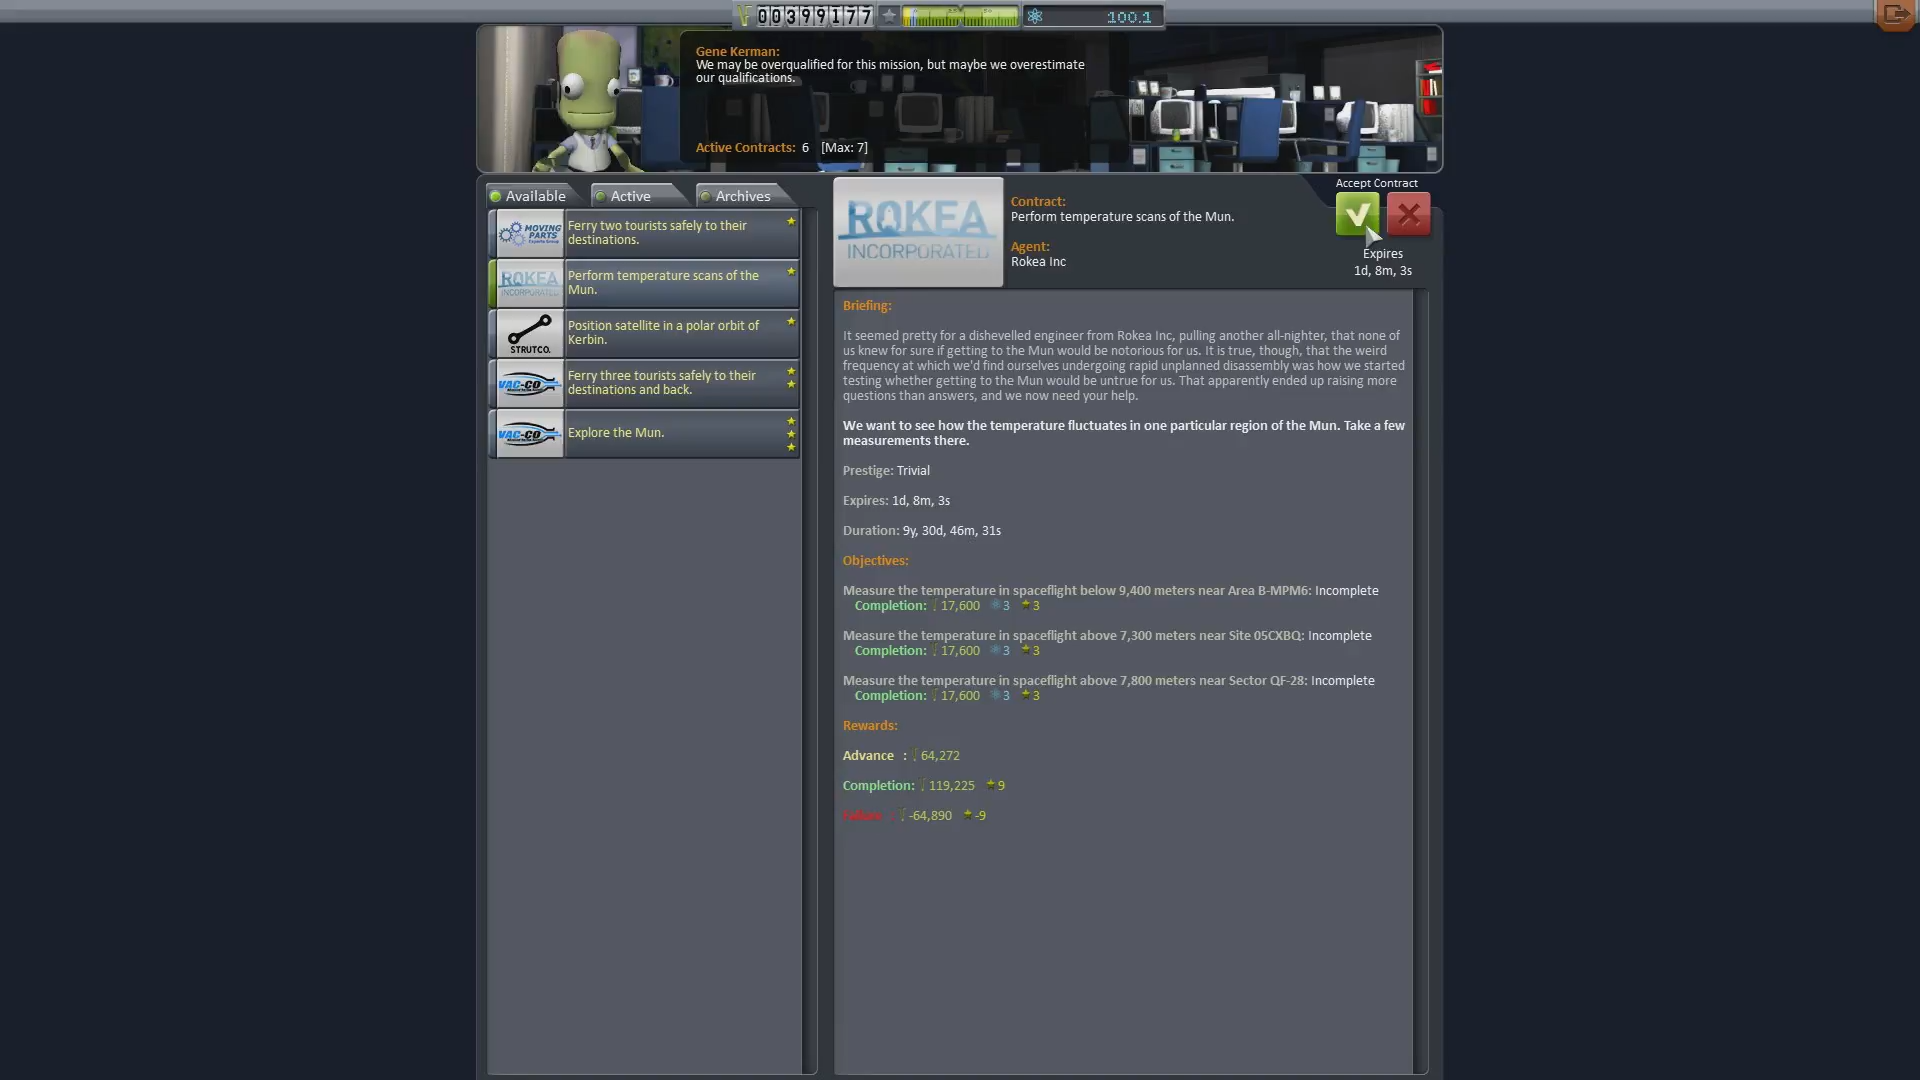 00399177
100.1
Gene Kerman:
We may be overqualified for this mission, but maybe we overestimate
our qualifications.
Active Contracts: 6 [Max: 7]
Available
Active
Archives
Accept Contract
Expires
1d, 8m, 3s
MOVING
PARTS
Experts Group
Ferry two tourists safely to their
destinations.
ROKEA
INCORPORATED
Perform temperature scans of the
Mun.
STRUTCO.
Position satellite in a polar orbit of
Kerbin.
VAC-CO
Ferry three tourists safely to their
destinations and back.
VAC-CO
Explore the Mun.
ROKEA
INCORPORATED
Contract:
Perform temperature scans of the Mun.
Agent:
Rokea Inc
Briefing:
It seemed pretty for a dishevelled engineer from Rokea Inc, pulling another all-nighter, that none of
us knew for sure if getting to the Mun would be notorious for us. It is true, though, that the weird
frequency at which we'd find ourselves undergoing rapid unplanned disassembly was how we started
testing whether getting to the Mun would be untrue for us. That apparently ended up raising more
questions than answers, and we now need your help.
We want to see how the temperature fluctuates in one particular region of the Mun. Take a few
measurements there.
Prestige: Trivial
Expires: 1d, 8m, 3s
Duration: 9y, 30d, 46m, 31s
Objectives:
Measure the temperature in spaceflight below 9,400 meters near Area B-MPM6: Incomplete
Completion: 17,600 3 3
Measure the temperature in spaceflight above 7,300 meters near Site 05CXBQ: Incomplete
Completion: 17,600 3 3
Measure the temperature in spaceflight above 7,800 meters near Sector QF-28: Incomplete
Completion: 17,600 3 3
Rewards:
Advance : 64,272
Completion: 119,225 9
Failure : -64,890 -9